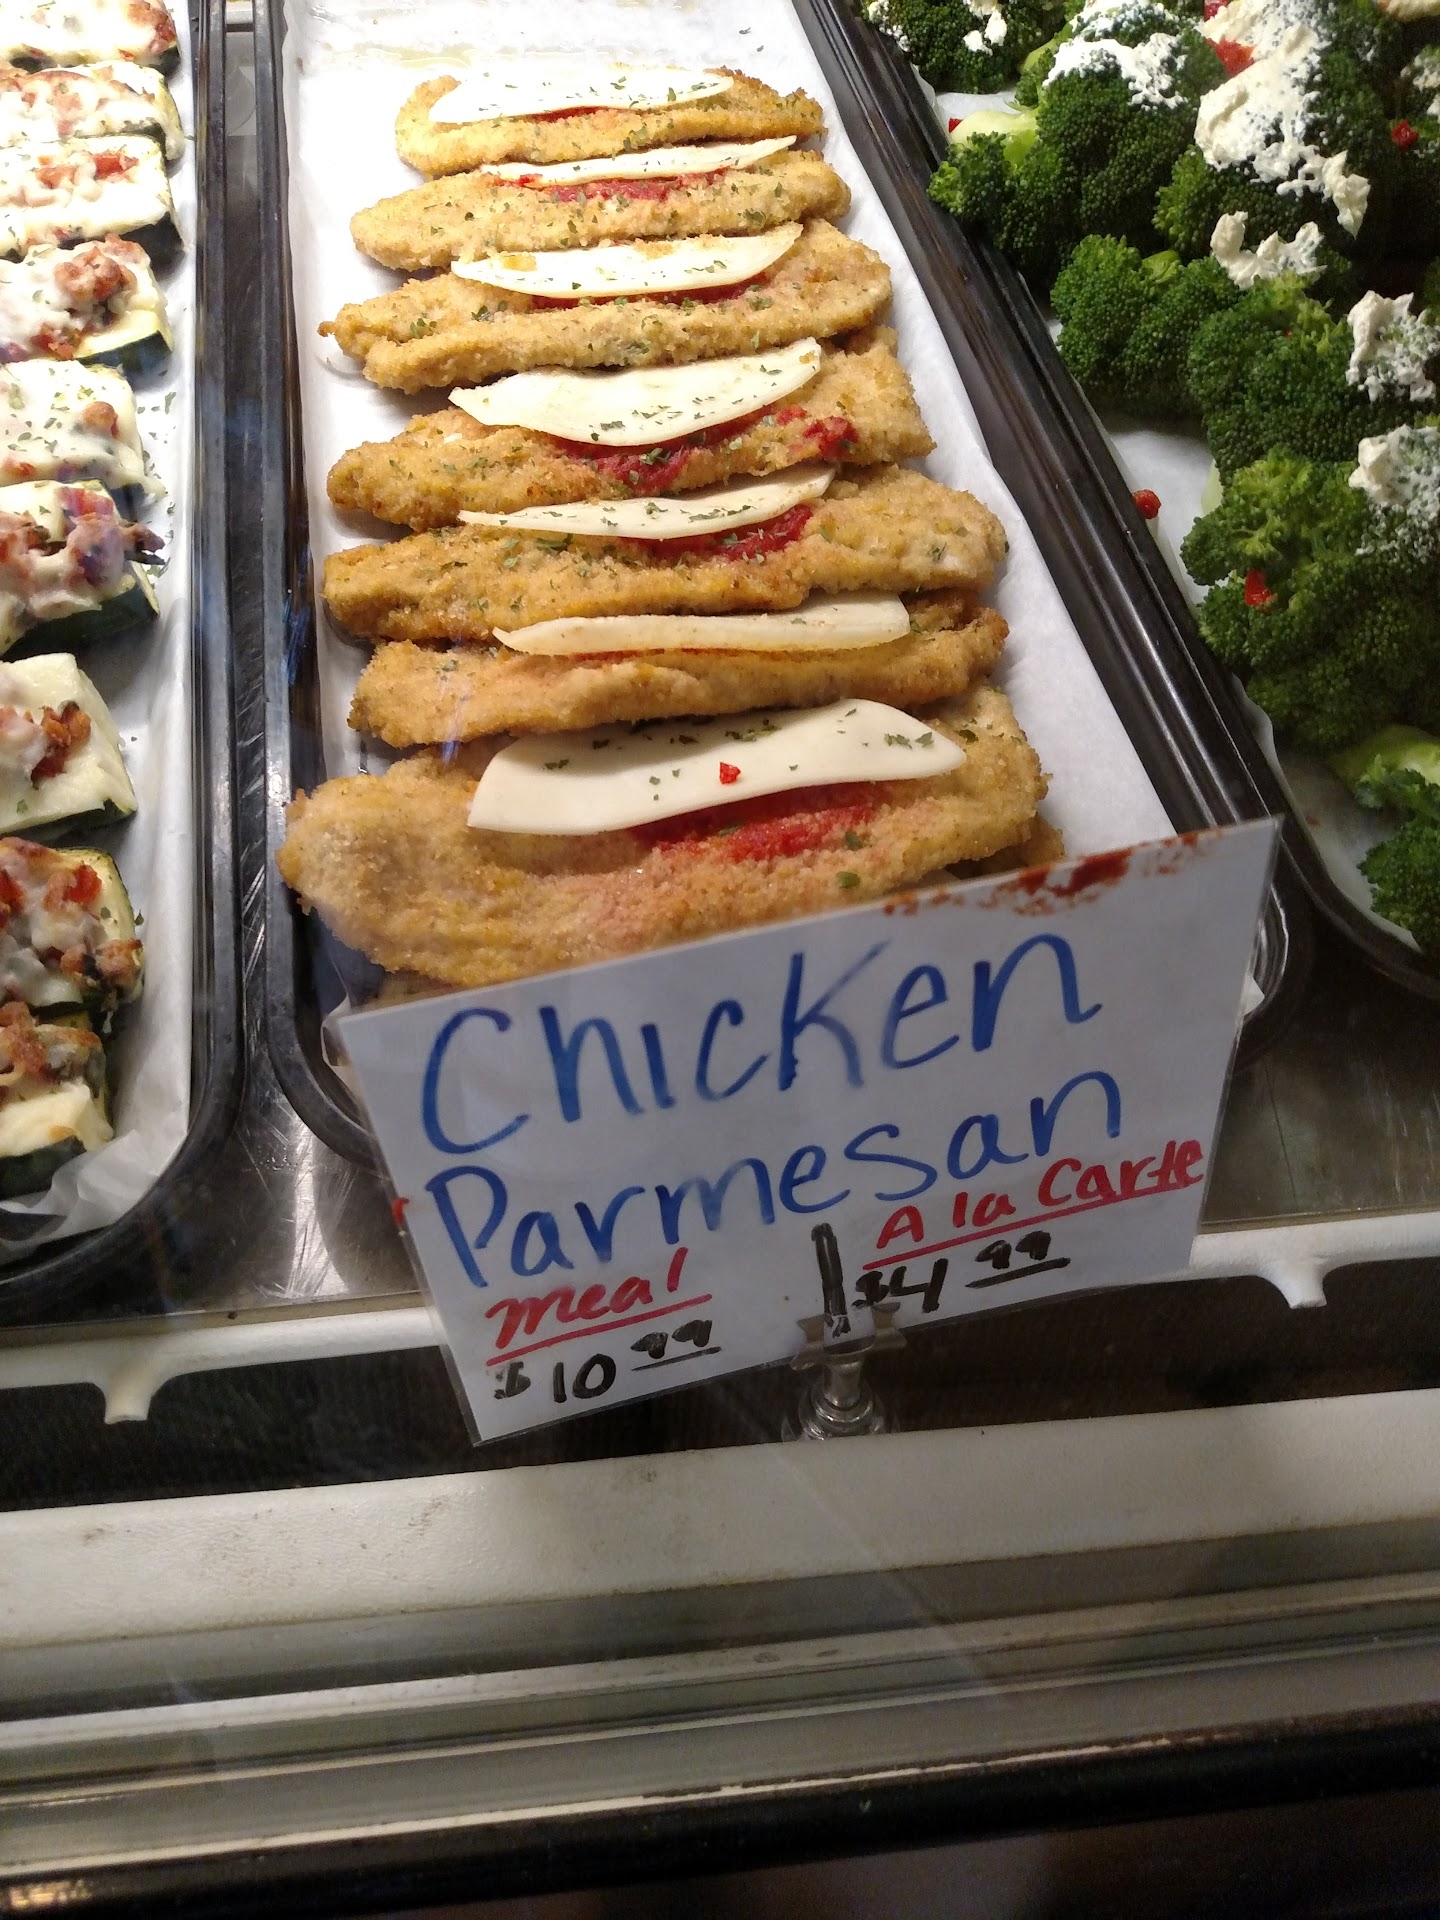 Chicken
Parmesan
meal A la Carte
$10.99 $4.99